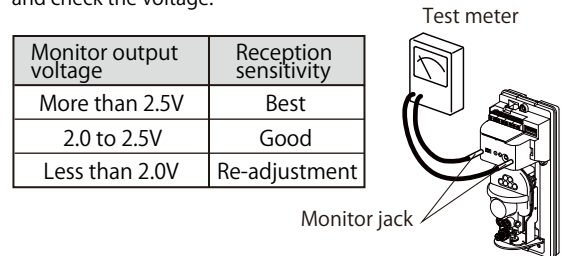 and check the voltage.
Test meter
Monitor output voltage
Reception sensitivity
More than 2.5V
Best
2.0 to 2.5V
Good
Less than 2.0V
Re-adjustment
Monitor jack